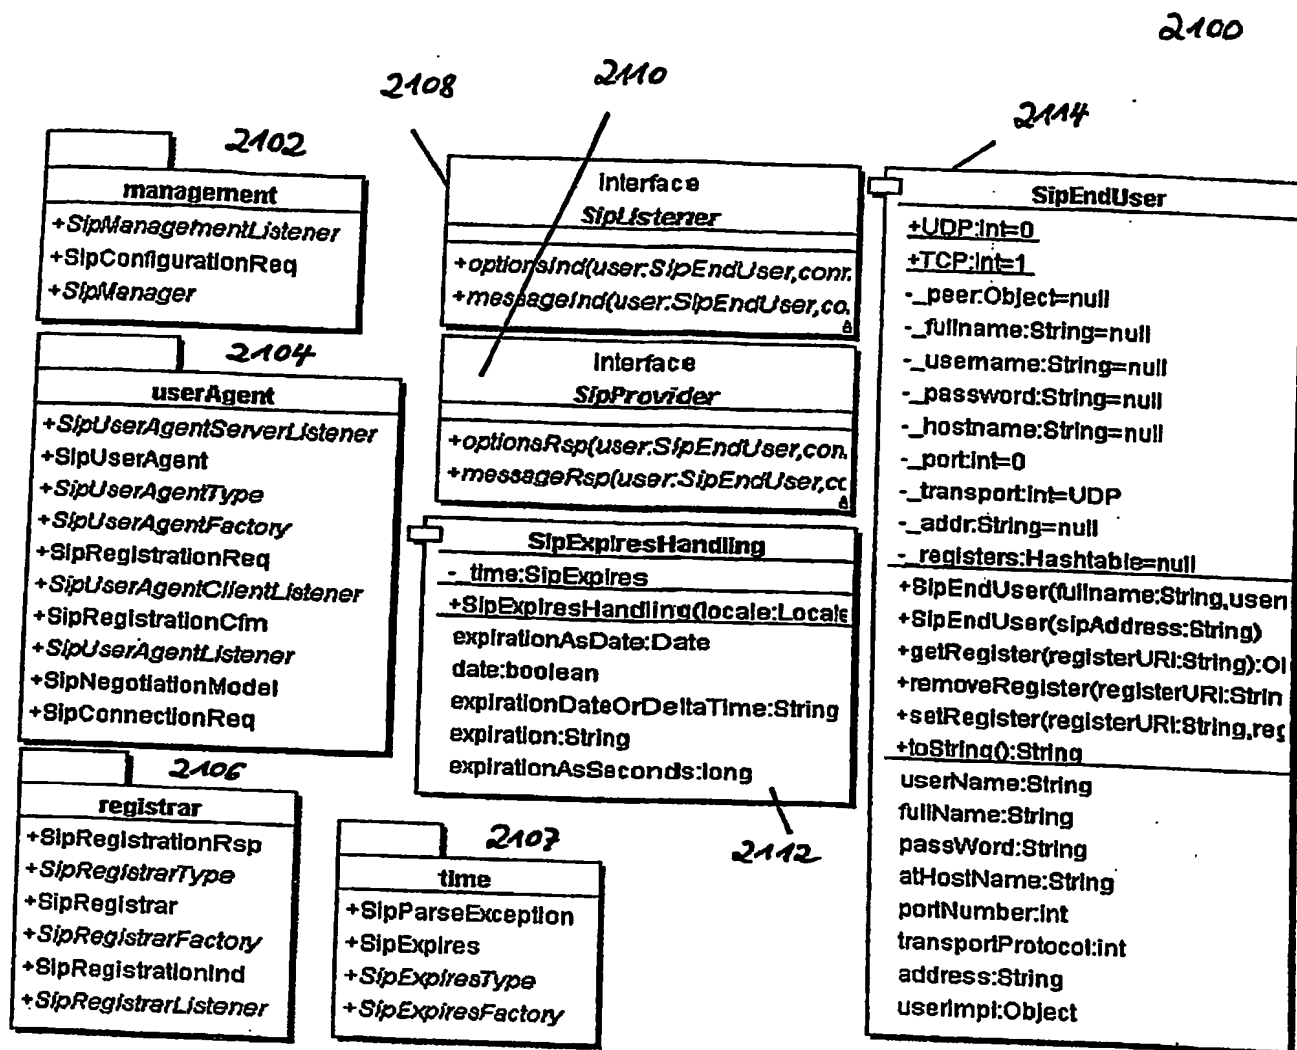 2100
2108
2110
2114
2102
management
+SipManagementListener
+SipConfigurationReq
+SipManager
2104
userAgent
+SipUserAgentServerListener
+SipUserAgent
+SipUserAgentType
+SipUserAgentFactory
+SipRegistrationReq
+SipUserAgentClientListener
+SipRegistrationCfm
+SipUserAgentListener
+SipNegotiationModel
+SipConnectionReq
2106
registrar
+SipRegistrationRsp
+SipRegistrarType
+SipRegistrar
+SipRegistrarFactory
+SipRegistrationInd
+SipRegistrarListener
Interface
SipListener
+optionsInd(user:SipEndUser,conr.
+messageInd(user:SipEndUser,co.
Interface
SipProvider
+optionsRsp(user:SipEndUser,con.
+messageRsp(user:SipEndUser,cc
SipExpiresHandling
-_time:SipExpires
+SipExpiresHandling(locale:Locale
expirationAsDate:Date
date:boolean
expirationDateOrDeltaTime:String
expiration:String
expirationAsSeconds:long
2112
2107
time
+SipParseException
+SipExpires
+SipExpiresType
+SipExpiresFactory
SipEndUser
+UDP:int=0
+TCP:int=1
-_peer:Object=null
-_fullname:String=null
-_username:String=null
-_password:String=null
-_hostname:String=null
-_port:int=0
-_transport:int=UDP
-_addr:String=null
-_registers:Hashtable=null
+SipEndUser(fullname:String,usern
+SipEndUser(sipAddress:String)
+getRegister(registerURI:String):Ol
+removeRegister(registerURI:Strin
+setRegister(registerURI:String,reg
+toString():String
userName:String
fullName:String
passWord:String
atHostName:String
portNumber:int
transportProtocol:int
address:String
userImpl:Object